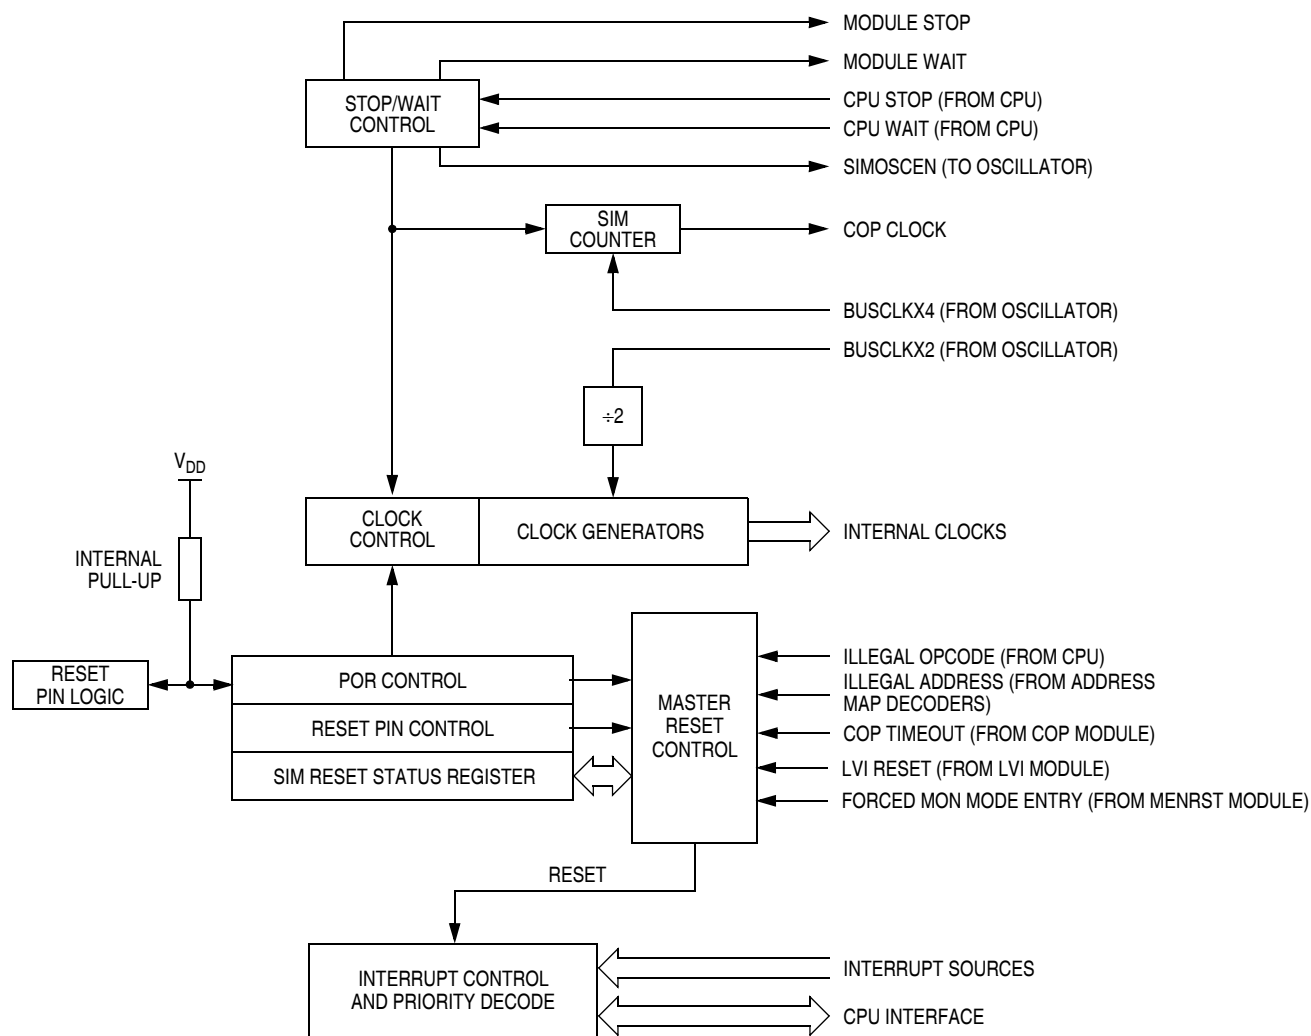 MODULE STOP
MODULE WAIT
STOP/WAIT
CONTROL
CPU STOP (FROM CPU)
CPU WAIT (FROM CPU)
SIMOSCEN (TO OSCILLATOR)
SIM
COUNTER
COP CLOCK
BUSCLKX4 (FROM OSCILLATOR)
BUSCLKX2 (FROM OSCILLATOR)
÷2
VDD
CLOCK
CONTROL
CLOCK GENERATORS
INTERNAL CLOCKS
INTERNAL
PULL-UP
RESET
PIN LOGIC
POR CONTROL
RESET PIN CONTROL
SIM RESET STATUS REGISTER
MASTER
RESET
CONTROL
ILLEGAL OPCODE (FROM CPU)
ILLEGAL ADDRESS (FROM ADDRESS
MAP DECODERS)
COP TIMEOUT (FROM COP MODULE)
LVI RESET (FROM LVI MODULE)
FORCED MON MODE ENTRY (FROM MENRST MODULE)
RESET
INTERRUPT CONTROL
AND PRIORITY DECODE
INTERRUPT SOURCES
CPU INTERFACE